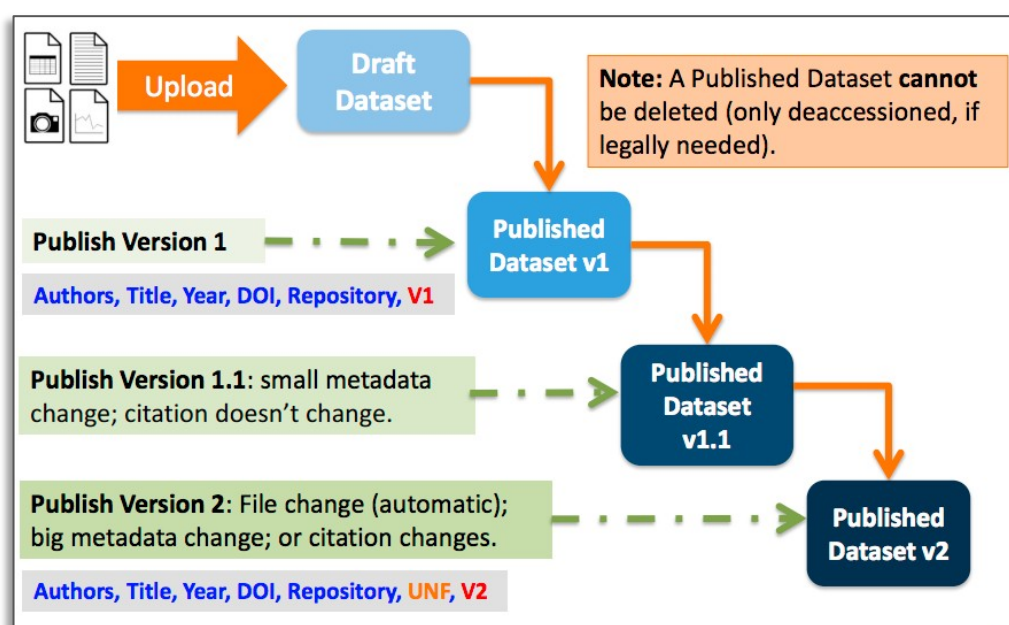 Upload
Draft
Dataset
Note: A Published Dataset cannot
be deleted (only deaccessioned, if
legally needed).
Publish Version 1
Published
Dataset v1
Authors, Title, Year, DOI, Repository, V1
Publish Version 1.1: small metadata
change; citation doesn’t change.
Published
Dataset
v1.1
Publish Version 2: File change (automatic);
big metadata change; or citation changes.
Published
Dataset v2
Authors, Title, Year, DOI, Repository, UNF, V2